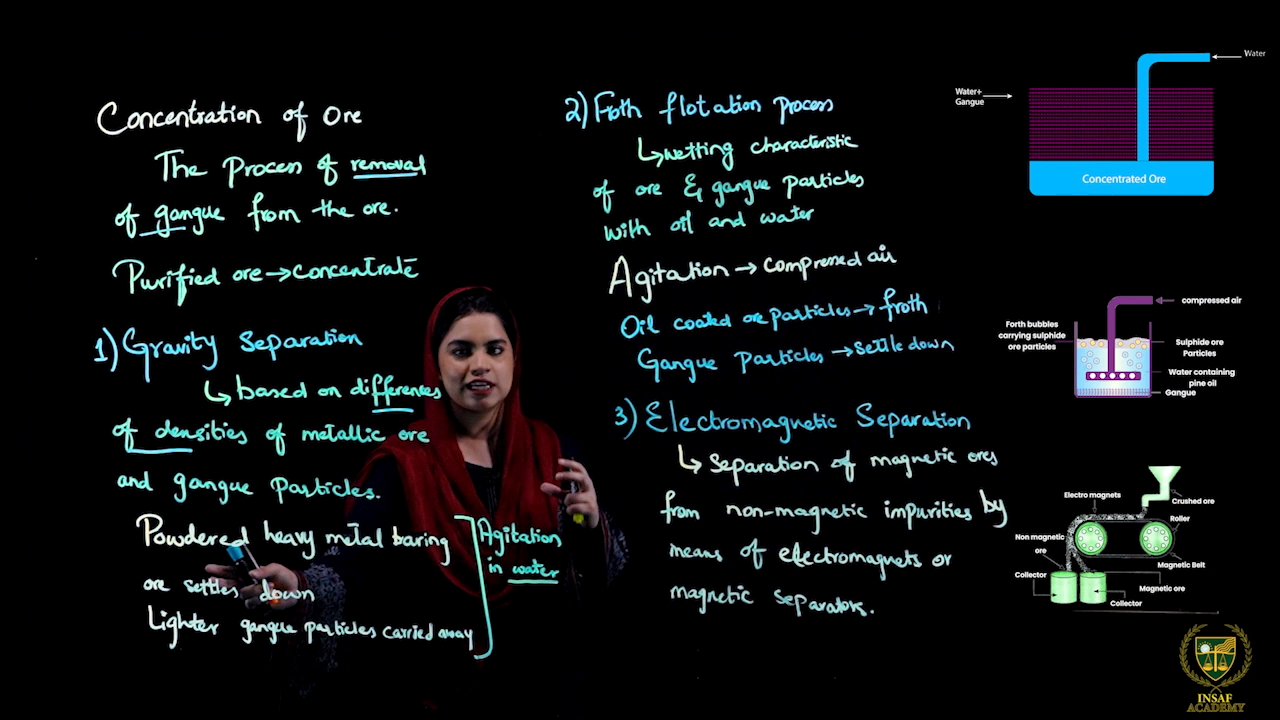 Concentration of Ore
The Process of removal
of gangue from the ore.
Purified ore → concentrate
1) Gravity Separation
↳ based on differences
of densities of metallic ore
and gangue particles.
Powdered heavy metal baring
ore settles down
Lighter gangue particles carried away
Agitation
in water
2) Froth flotation process
↳ wetting characteristic
of ore & gangue particles
with oil and water
Agitation → compressed air
Oil coated ore particles → froth
Gangue Particles → settle down
3) Electromagnetic Separation
↳ Separation of magnetic ores
from non-magnetic impurities by
means of electromagnets or
magnetic separators.
Water
Water+
Gangue
Concentrated Ore
compressed air
Forth bubbles
carrying sulphide
ore particles
Sulphide ore
Particles
Water containing
pine oil
Gangue
Electro magnets
Crushed ore
Roller
Non magnetic
ore
Magnetic Belt
Collector
Magnetic ore
Collector
INSAF
ACADEMY